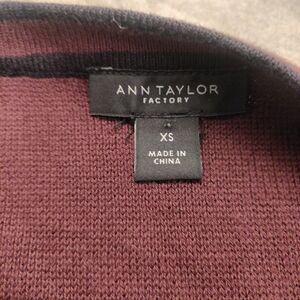 ANN TAYLOR
FACTORY
XS
MADE IN
CHINA